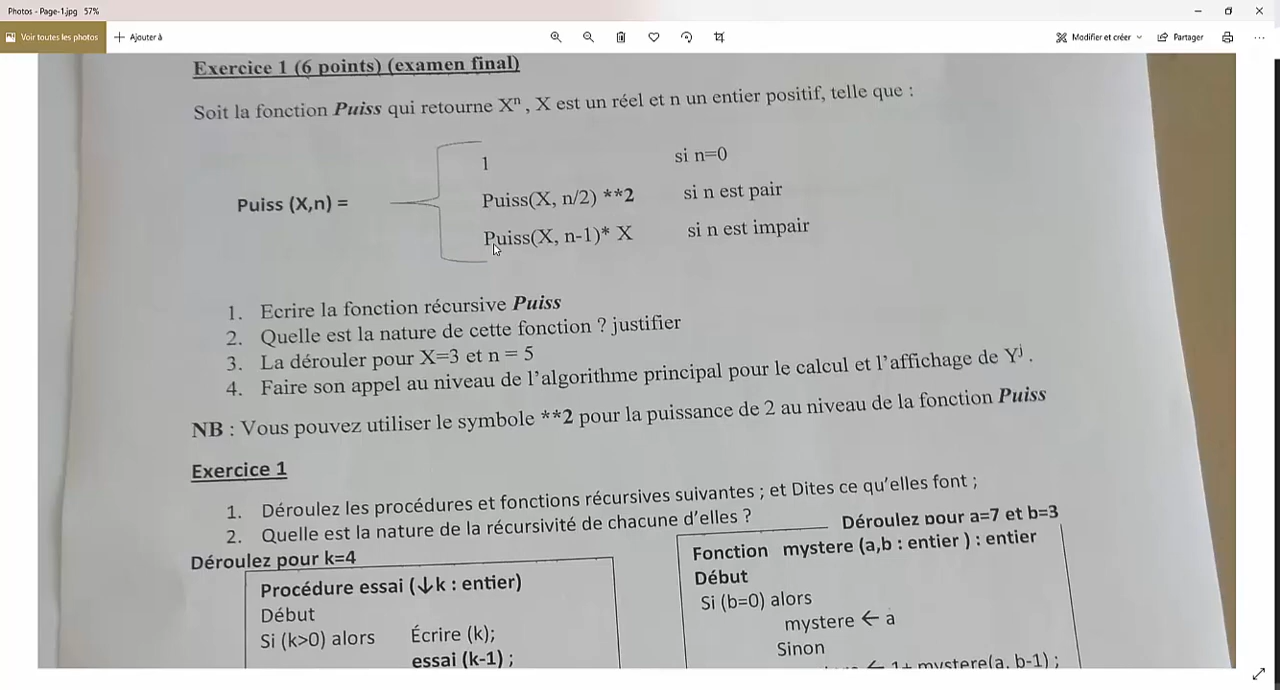 Photos - Page-1.jpg 57%
Voir toutes les photos
Ajouter à
Modifier et créer
Partager
Exercice 1 (6 points) (examen final)
Soit la fonction Puiss qui retourne Xⁿ , X est un réel et n un entier positif, telle que :
1 si n=0
Puiss (X,n) =
Puiss(X, n/2) **2 si n est pair
Puiss(X, n-1)* X si n est impair
1. Ecrire la fonction récursive Puiss
2. Quelle est la nature de cette fonction ? justifier
3. La dérouler pour X=3 et n = 5
4. Faire son appel au niveau de l'algorithme principal pour le calcul et l'affichage de Yʲ .
NB : Vous pouvez utiliser le symbole **2 pour la puissance de 2 au niveau de la fonction Puiss
Exercice 1
1. Déroulez les procédures et fonctions récursives suivantes ; et Dites ce qu'elles font ;
2. Quelle est la nature de la récursivité de chacune d'elles ?
Déroulez pour k=4
Procédure essai (↓k : entier)
Début
Si (k>0) alors Écrire (k);
essai (k-1) ;
Déroulez pour a=7 et b=3
Fonction mystere (a,b : entier ) : entier
Début
Si (b=0) alors
mystere ← a
Sinon
← 1+ mystere(a, b-1) ;